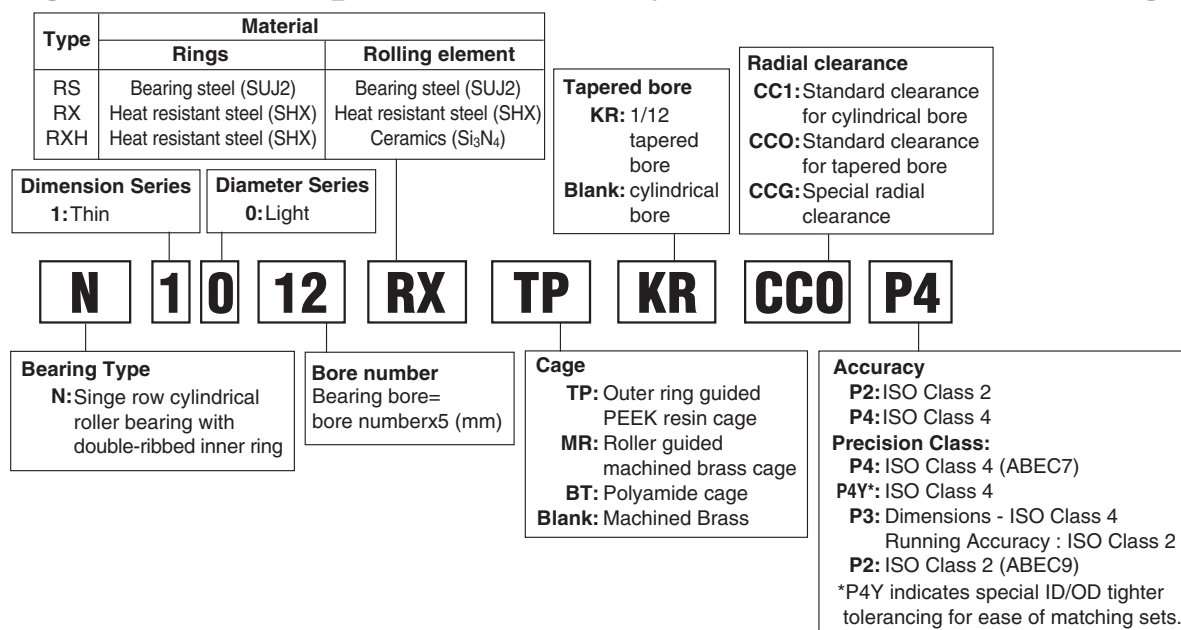 Type Material
Rings Rolling element
RS Bearing steel (SUJ2) Bearing steel (SUJ2)
RX Heat resistant steel (SHX) Heat resistant steel (SHX)
RXH Heat resistant steel (SHX) Ceramics (Si₃N₄)
Tapered bore
KR: 1/12
tapered
bore
Blank: cylindrical
bore
Radial clearance
CC1: Standard clearance
for cylindrical bore
CCO: Standard clearance
for tapered bore
CCG: Special radial
clearance
Dimension Series
1: Thin
Diameter Series
0: Light
N 1 0 12 RX TP KR CC0 P4
Bearing Type
N: Singe row cylindrical
roller bearing with
double-ribbed inner ring
Bore number
Bearing bore=
bore numberx5 (mm)
Cage
TP: Outer ring guided
PEEK resin cage
MR: Roller guided
machined brass cage
BT: Polyamide cage
Blank: Machined Brass
Accuracy
P2: ISO Class 2
P4: ISO Class 4
Precision Class:
P4: ISO Class 4 (ABEC7)
P4Y*: ISO Class 4
P3: Dimensions - ISO Class 4
Running Accuracy : ISO Class 2
P2: ISO Class 2 (ABEC9)
*P4Y indicates special ID/OD tighter
tolerancing for ease of matching sets.